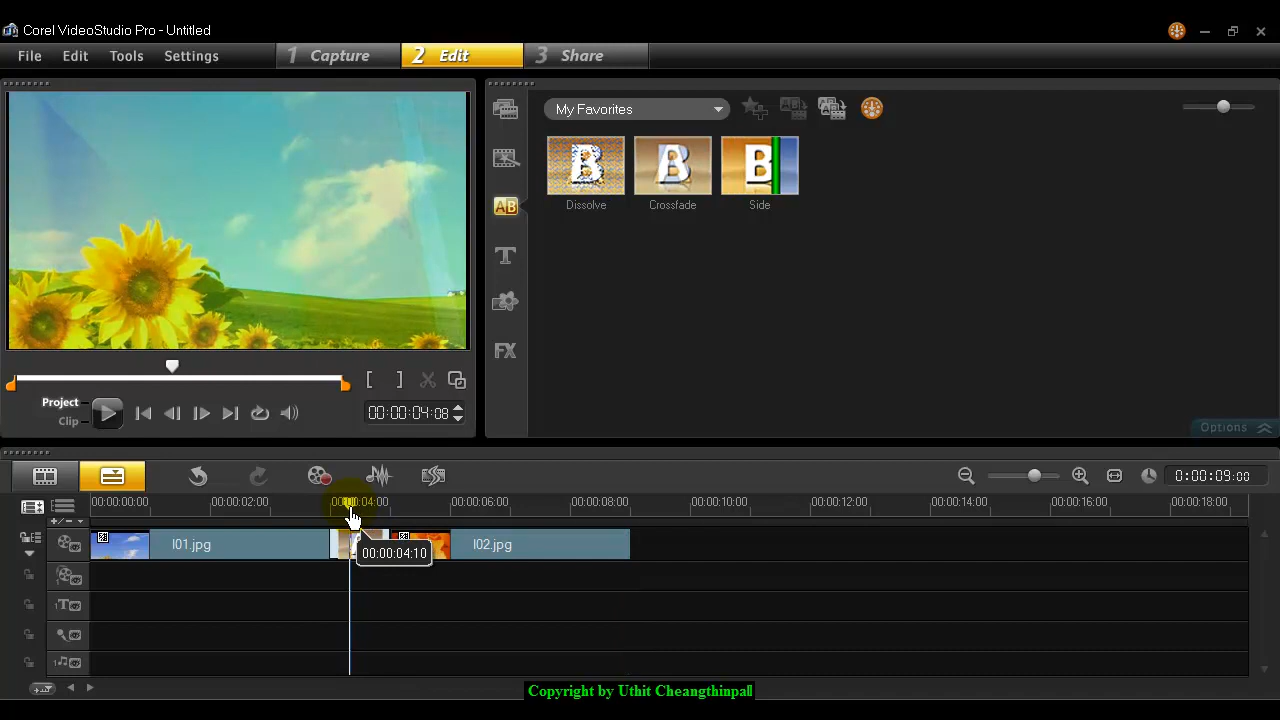 Corel VideoStudio Pro - Untitled
File Edit Tools Settings 1 Capture 2 Edit 3 Share
My Favorites
AB
Dissolve Crossfade Side
T
FX
[ ]
Project
Clip
00:00:04:08
Options
0:00:09:00
00:00:00:00 00:00:02:00 00:00:04:00 00:00:06:00 00:00:08:00 00:00:10:00 00:00:12:00 00:00:14:00 00:00:16:00 00:00:18:00
I01.jpg I02.jpg
00:00:04:10
1T
Copyright by Uthit Cheangthinpall